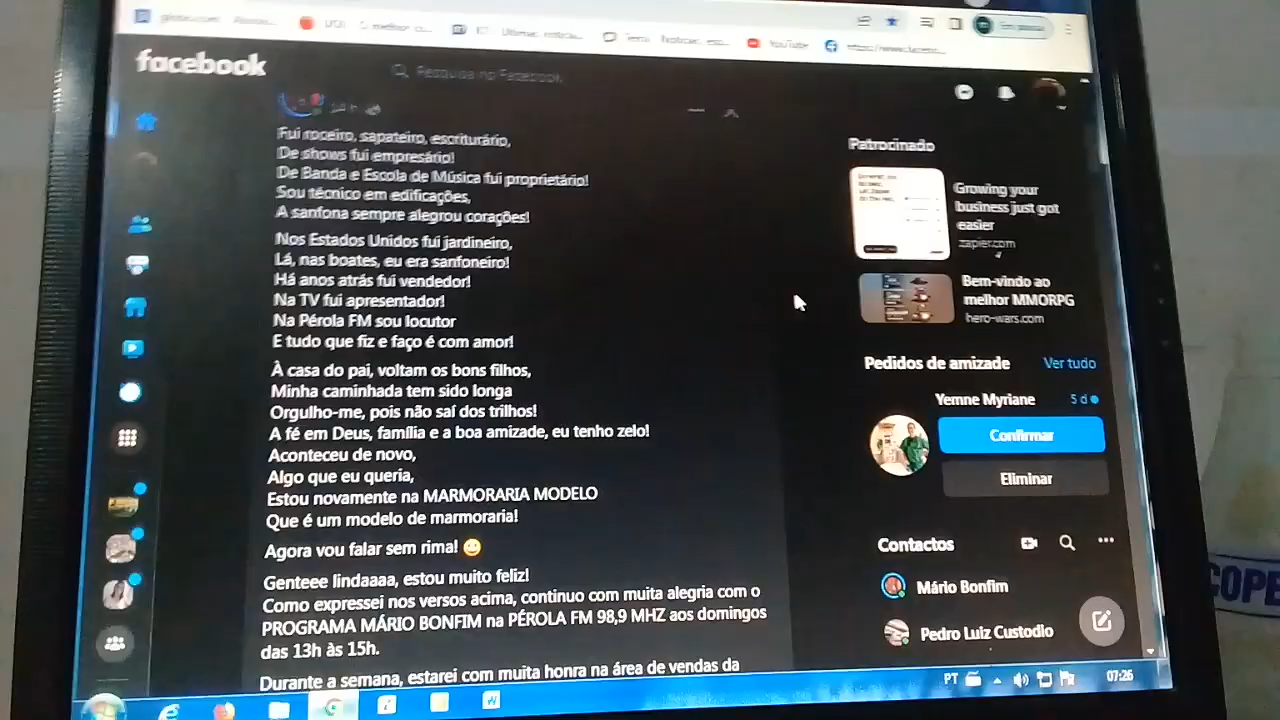 UOL
YouTube
facebook
Pesquise no Facebook
Fui roceiro, sapateiro, escriturário,
De shows fui empresário!
De Banda e Escola de Música fui proprietário!
Sou técnico em edificações,
A sanfona sempre alegrou corações!
Nos Estados Unidos fui jardineiro,
Lá, nas boates, eu era sanfoneiro!
Há anos atrás fui vendedor!
Na TV fui apresentador!
Na Pérola FM sou locutor
E tudo que fiz e faço é com amor!
À casa do pai, voltam os bons filhos,
Minha caminhada tem sido longa
Orgulho-me, pois não saí dos trilhos!
A fé em Deus, família e a boa amizade, eu tenho zelo!
Aconteceu de novo,
Algo que eu queria,
Estou novamente na MARMORARIA MODELO
Que é um modelo de marmoraria!
Agora vou falar sem rima! 😀
Genteee lindaaaa, estou muito feliz!
Como expressei nos versos acima, continuo com muita alegria com o
PROGRAMA MÁRIO BONFIM na PÉROLA FM 98,9 MHZ aos domingos
das 13h às 15h.
Durante a semana, estarei com muita honra na área de vendas da
Patrocinado
Growing your
business just got
easier
zapier.com
Bem-vindo ao
melhor MMORPG
hero-wars.com
Pedidos de amizade Ver tudo
Yemne Myriane 5 d
Confirmar
Eliminar
Contactos
Mário Bonfim
Pedro Luiz Custodio
PT 07:26
COPE